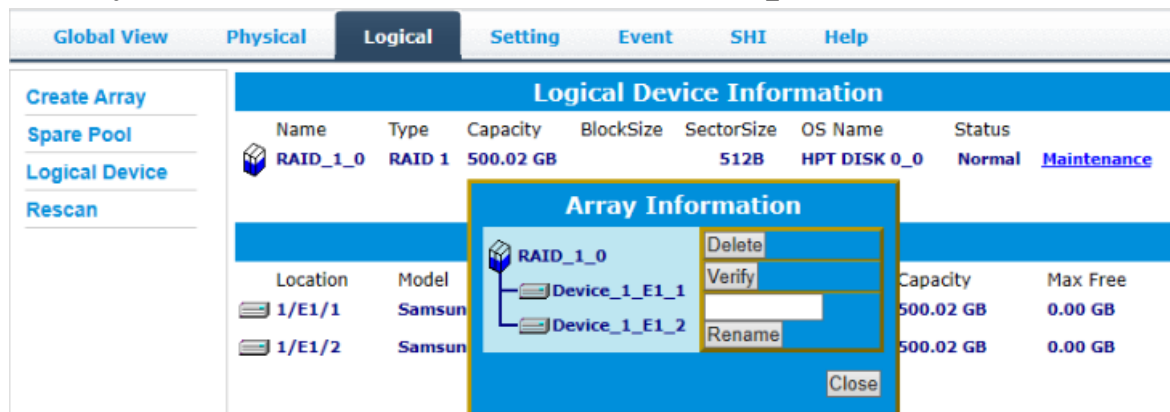 Global View Physical Logical Setting Event SHI Help
Create Array
Spare Pool
Logical Device
Rescan
Logical Device Information
Name Type Capacity BlockSize SectorSize OS Name Status
RAID_1_0 RAID 1 500.02 GB 512B HPT DISK 0_0 Normal Maintenance
Array Information
RAID_1_0
Device_1_E1_1
Device_1_E1_2
Delete
Verify
Rename
Close
Location Model Capacity Max Free
1/E1/1 Samsun 500.02 GB 0.00 GB
1/E1/2 Samsun 500.02 GB 0.00 GB